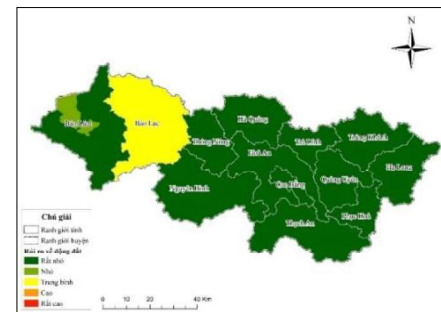 N
Hà Quảng
Bảo Lạc
Trà Lĩnh
Trùng Khánh
Thông Nông
Hoà An
Hạ Lang
Nguyên Bình
Cao Bằng
Quảng Uyên
Thạch An
Phục Hoà
Chú giải
Ranh giới tỉnh
Ranh giới huyện
Rủi ro về động đất
Rất nhỏ
Nhỏ
Trung bình
Cao
Rất cao
0 10 20 40 Km